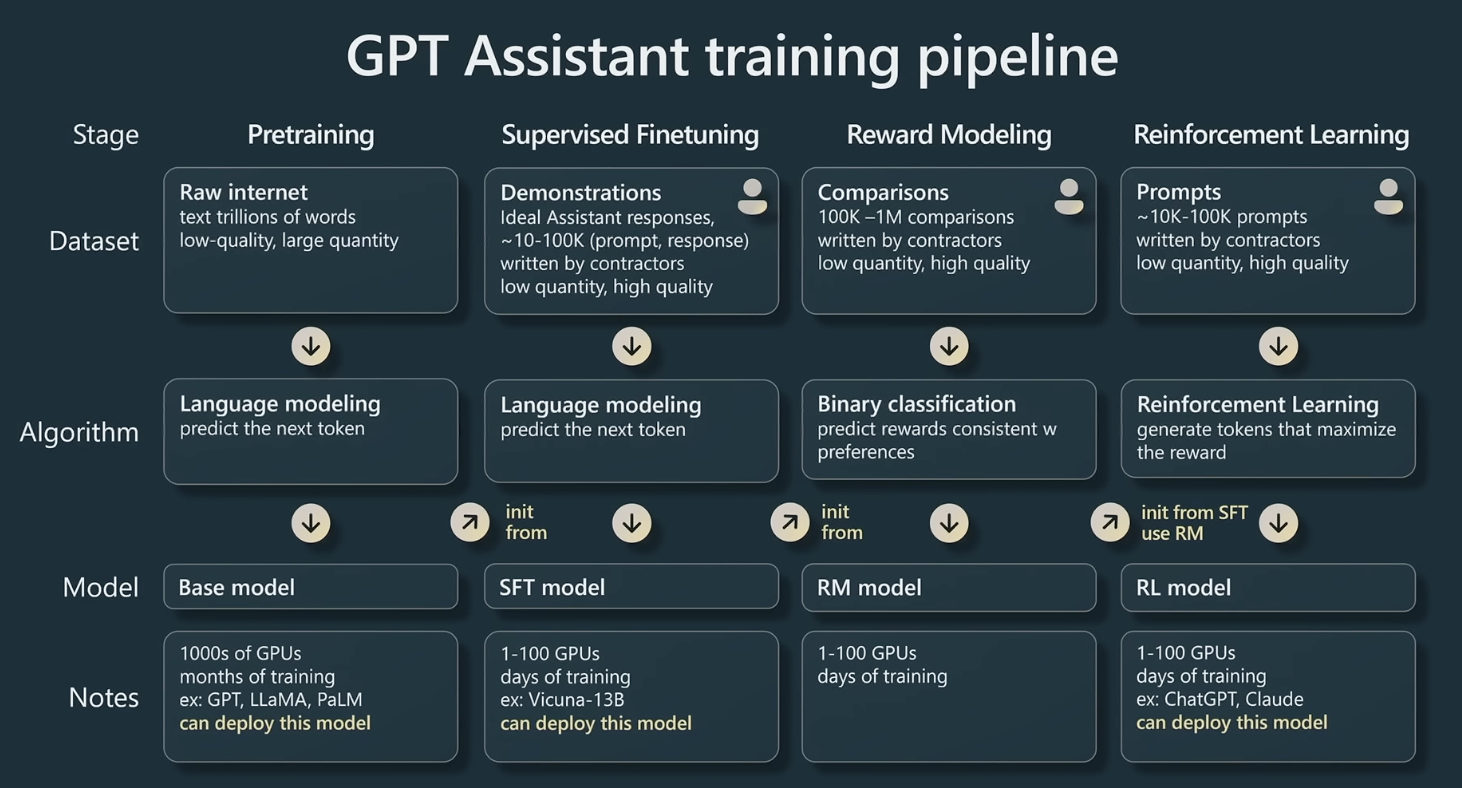 GPT Assistant training pipeline
Stage
Pretraining
Supervised Finetuning
Reward Modeling
Reinforcement Learning
Dataset
Raw internet
text trillions of words
low-quality, large quantity
Demonstrations
Ideal Assistant responses,
~10-100K (prompt, response)
written by contractors
low quantity, high quality
Comparisons
100K –1M comparisons
written by contractors
low quantity, high quality
Prompts
~10K-100K prompts
written by contractors
low quantity, high quality
Algorithm
Language modeling
predict the next token
Language modeling
predict the next token
Binary classification
predict rewards consistent w
preferences
Reinforcement Learning
generate tokens that maximize
the reward
init
from
init
from
init from SFT
use RM
Model
Base model
SFT model
RM model
RL model
Notes
1000s of GPUs
months of training
ex: GPT, LLaMA, PaLM
can deploy this model
1-100 GPUs
days of training
ex: Vicuna-13B
can deploy this model
1-100 GPUs
days of training
1-100 GPUs
days of training
ex: ChatGPT, Claude
can deploy this model